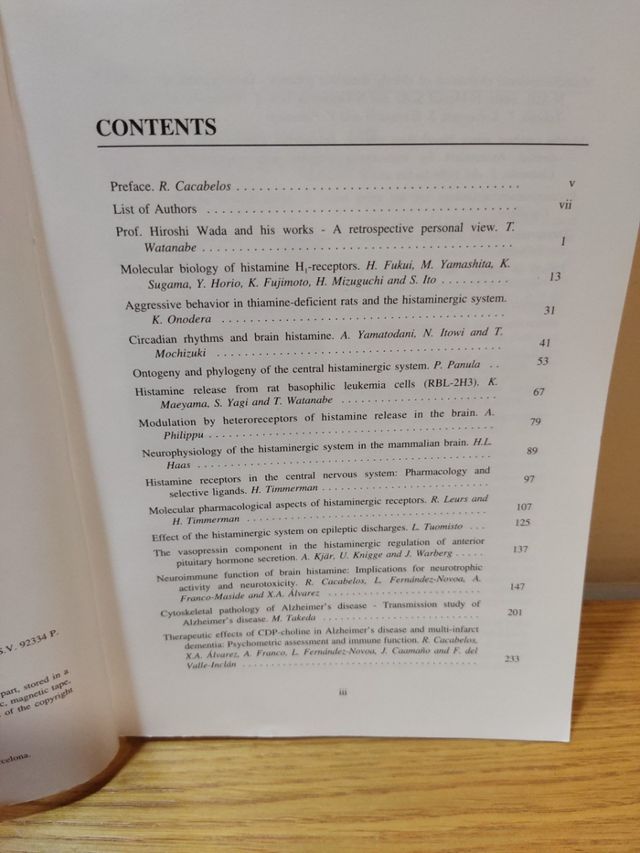 CONTENTS
Preface. R. Cacabelos . . . . . . . . . . . . . . . . . . . . . . . . . . . . . . . . . . . . . . . v
List of Authors . . . . . . . . . . . . . . . . . . . . . . . . . . . . . . . . . . . . . . . . . . . vii
Prof. Hiroshi Wada and his works - A retrospective personal view. T.
Watanabe . . . . . . . . . . . . . . . . . . . . . . . . . . . . . . . . . . . . . . . . . . 1
Molecular biology of histamine H₁-receptors. H. Fukui, M. Yamashita, K.
Sugama, Y. Horio, K. Fujimoto, H. Mizuguchi and S. Ito . . . . . . . . . . 13
Aggressive behavior in thiamine-deficient rats and the histaminergic system.
K. Onodera . . . . . . . . . . . . . . . . . . . . . . . . . . . . . . . . . . . . . . . . 31
Circadian rhythms and brain histamine. A. Yamatodani, N. Itowi and T.
Mochizuki . . . . . . . . . . . . . . . . . . . . . . . . . . . . . . . . . . . . . . . . . 41
Ontogeny and phylogeny of the central histaminergic system. P. Panula . . 53
Histamine release from rat basophilic leukemia cells (RBL-2H3). K.
Maeyama, S. Yagi and T. Watanabe . . . . . . . . . . . . . . . . . . . . . . . 67
Modulation by heteroreceptors of histamine release in the brain. A.
Philippu . . . . . . . . . . . . . . . . . . . . . . . . . . . . . . . . . . . . . . . . . . . 79
Neurophysiology of the histaminergic system in the mammalian brain. H.L.
Haas . . . . . . . . . . . . . . . . . . . . . . . . . . . . . . . . . . . . . . . . . . . . . . 89
Histamine receptors in the central nervous system: Pharmacology and
selective ligands. H. Timmerman . . . . . . . . . . . . . . . . . . . . . . . . . 97
Molecular pharmacological aspects of histaminergic receptors. R. Leurs and
H. Timmerman . . . . . . . . . . . . . . . . . . . . . . . . . . . . . . . . . . . . . . 107
Effect of the histaminergic system on epileptic discharges. L. Tuomisto . . . 125
The vasopressin component in the histaminergic regulation of anterior
pituitary hormone secretion. A. Kjär, U. Knigge and J. Warberg . . . . . 137
Neuroimmune function of brain histamine: Implications for neurotrophic
activity and neurotoxicity. R. Cacabelos, L. Fernández-Novoa, A.
Franco-Maside and X.A. Álvarez . . . . . . . . . . . . . . . . . . . . . . . . . . 147
Cytoskeletal pathology of Alzheimer's disease - Transmission study of
Alzheimer's disease. M. Takeda . . . . . . . . . . . . . . . . . . . . . . . . . . 201
Therapeutic effects of CDP-choline in Alzheimer's disease and multi-infarct
dementia: Psychometric assessment and immune function. R. Cacabelos,
X.A. Álvarez, A. Franco, L. Fernández-Novoa, J. Caamaño and F. del
Valle-Inclán . . . . . . . . . . . . . . . . . . . . . . . . . . . . . . . . . . . . . . . . . 233
iii
S.V. 92334 P.
part, stored in a
c, magnetic tape,
of the copyright
celona.